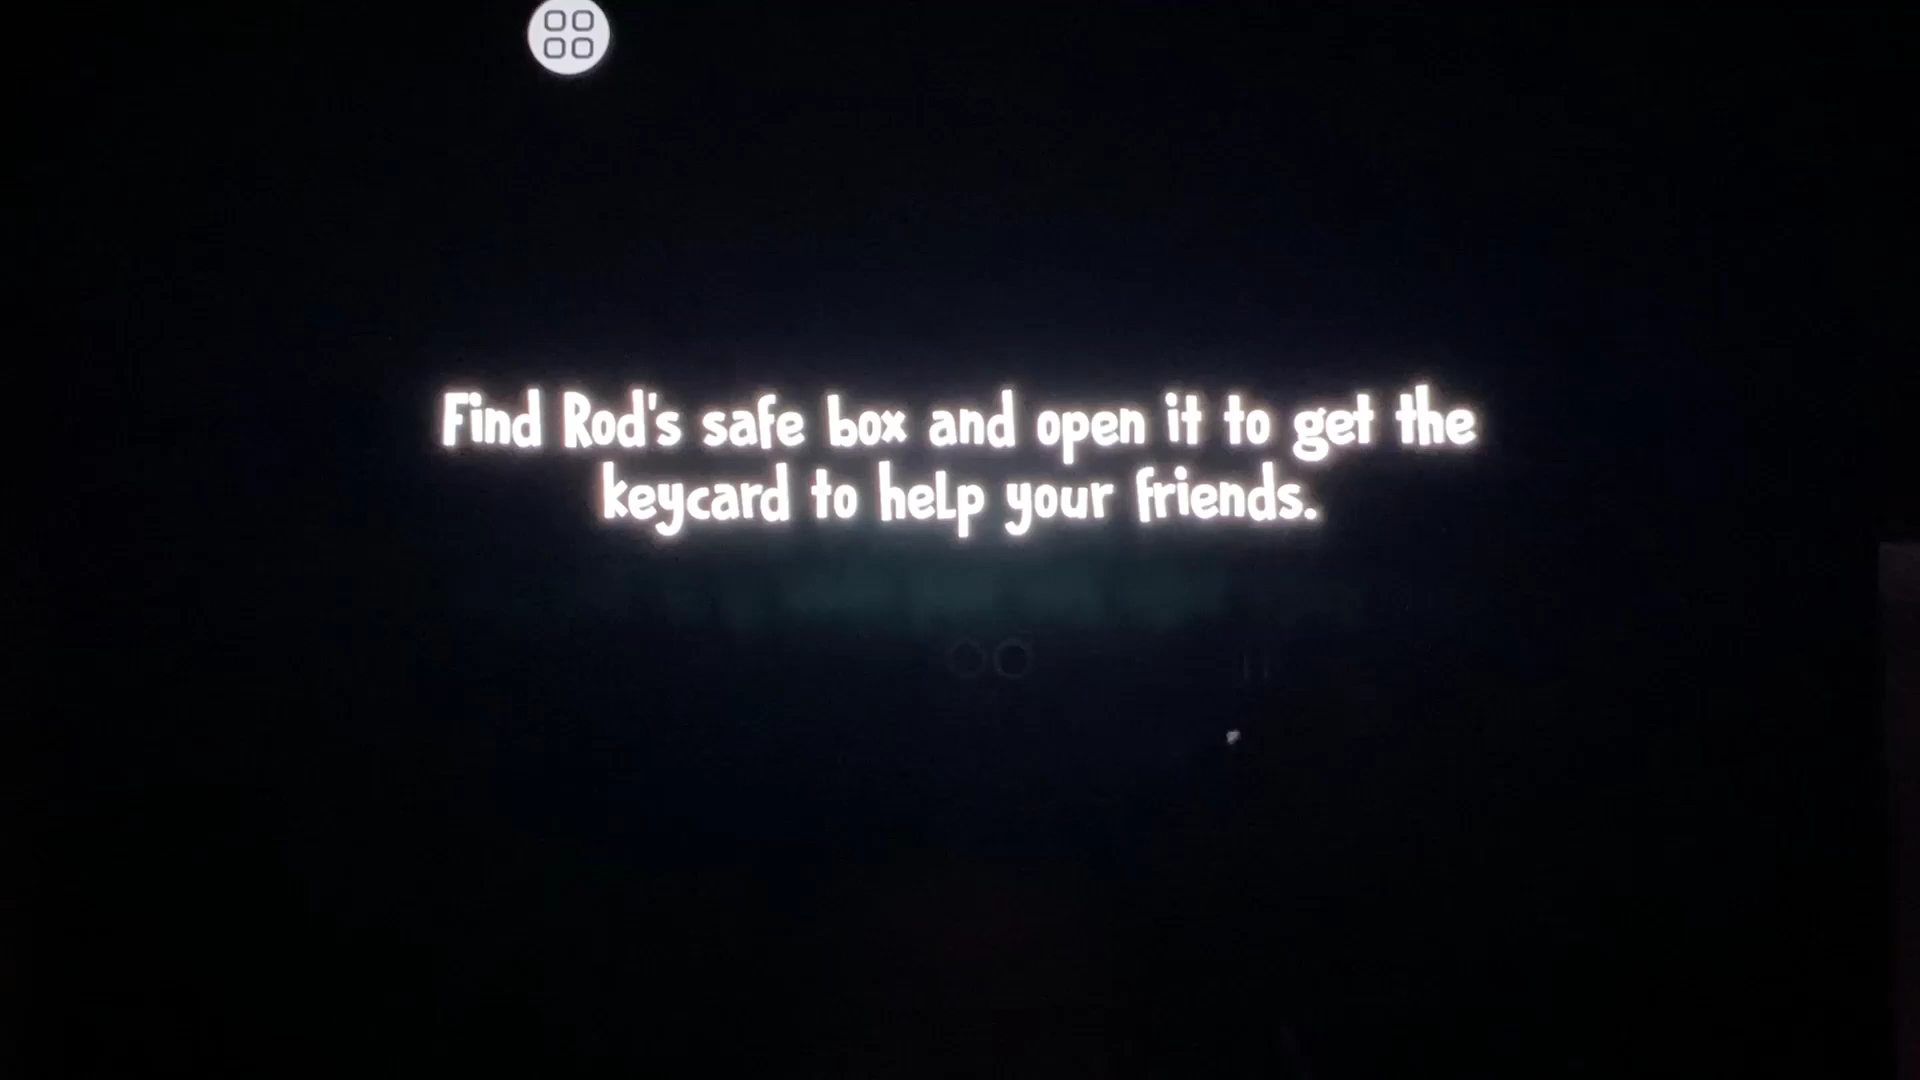 Find Rod's safe box and open it to get the
keycard to help your friends.